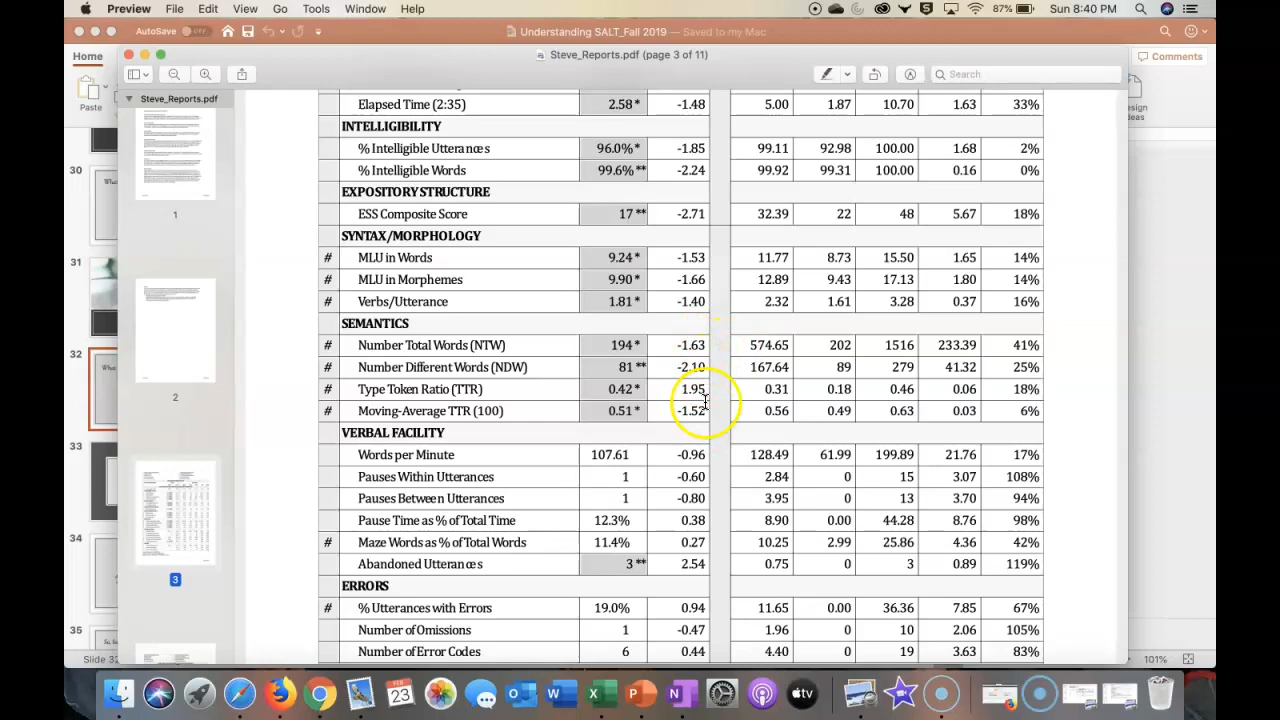 Preview File Edit View Go Tools Window Help 87% Sun 8:40 PM
AutoSave OFF Understanding SALT_Fall 2019 — Saved to my Mac
Home Steve_Reports.pdf (page 3 of 11) Comments
Paste Search
Steve_Reports.pdf
Elapsed Time (2:35) 2.58 * -1.48 5.00 1.87 10.70 1.63 33%
INTELLIGIBILITY
% Intelligible Utterances 96.0% * -1.85 99.11 92.98 100.00 1.68 2%
% Intelligible Words 99.6% ** -2.24 99.92 99.31 100.00 0.16 0%
EXPOSITORY STRUCTURE
ESS Composite Score 17 ** -2.71 32.39 22 48 5.67 18%
SYNTAX/MORPHOLOGY
# MLU in Words 9.24 * -1.53 11.77 8.73 15.50 1.65 14%
# MLU in Morphemes 9.90 * -1.66 12.89 9.43 17.13 1.80 14%
# Verbs/Utterance 1.81 * -1.40 2.32 1.61 3.28 0.37 16%
SEMANTICS
# Number Total Words (NTW) 194 * -1.63 574.65 202 1516 233.39 41%
# Number Different Words (NDW) 81 ** -2.10 167.64 89 279 41.32 25%
# Type Token Ratio (TTR) 0.42 * 1.95 0.31 0.18 0.46 0.06 18%
# Moving-Average TTR (100) 0.51 * -1.52 0.56 0.49 0.63 0.03 6%
VERBAL FACILITY
Words per Minute 107.61 -0.96 128.49 61.99 199.89 21.76 17%
Pauses Within Utterances 1 -0.60 2.84 0 15 3.07 108%
Pauses Between Utterances 1 -0.80 3.95 0 13 3.70 94%
Pause Time as % of Total Time 12.3% 0.38 8.90 0.00 44.28 8.76 98%
# Maze Words as % of Total Words 11.4% 0.27 10.25 2.99 25.86 4.36 42%
Abandoned Utterances 3 ** 2.54 0.75 0 3 0.89 119%
ERRORS
# % Utterances with Errors 19.0% 0.94 11.65 0.00 36.36 7.85 67%
Number of Omissions 1 -0.47 1.96 0 10 2.06 105%
Number of Error Codes 6 0.44 4.40 0 19 3.63 83%
1
2
3
30
31
32
33
34
35
Slide 32 101%
FEB
23
tv